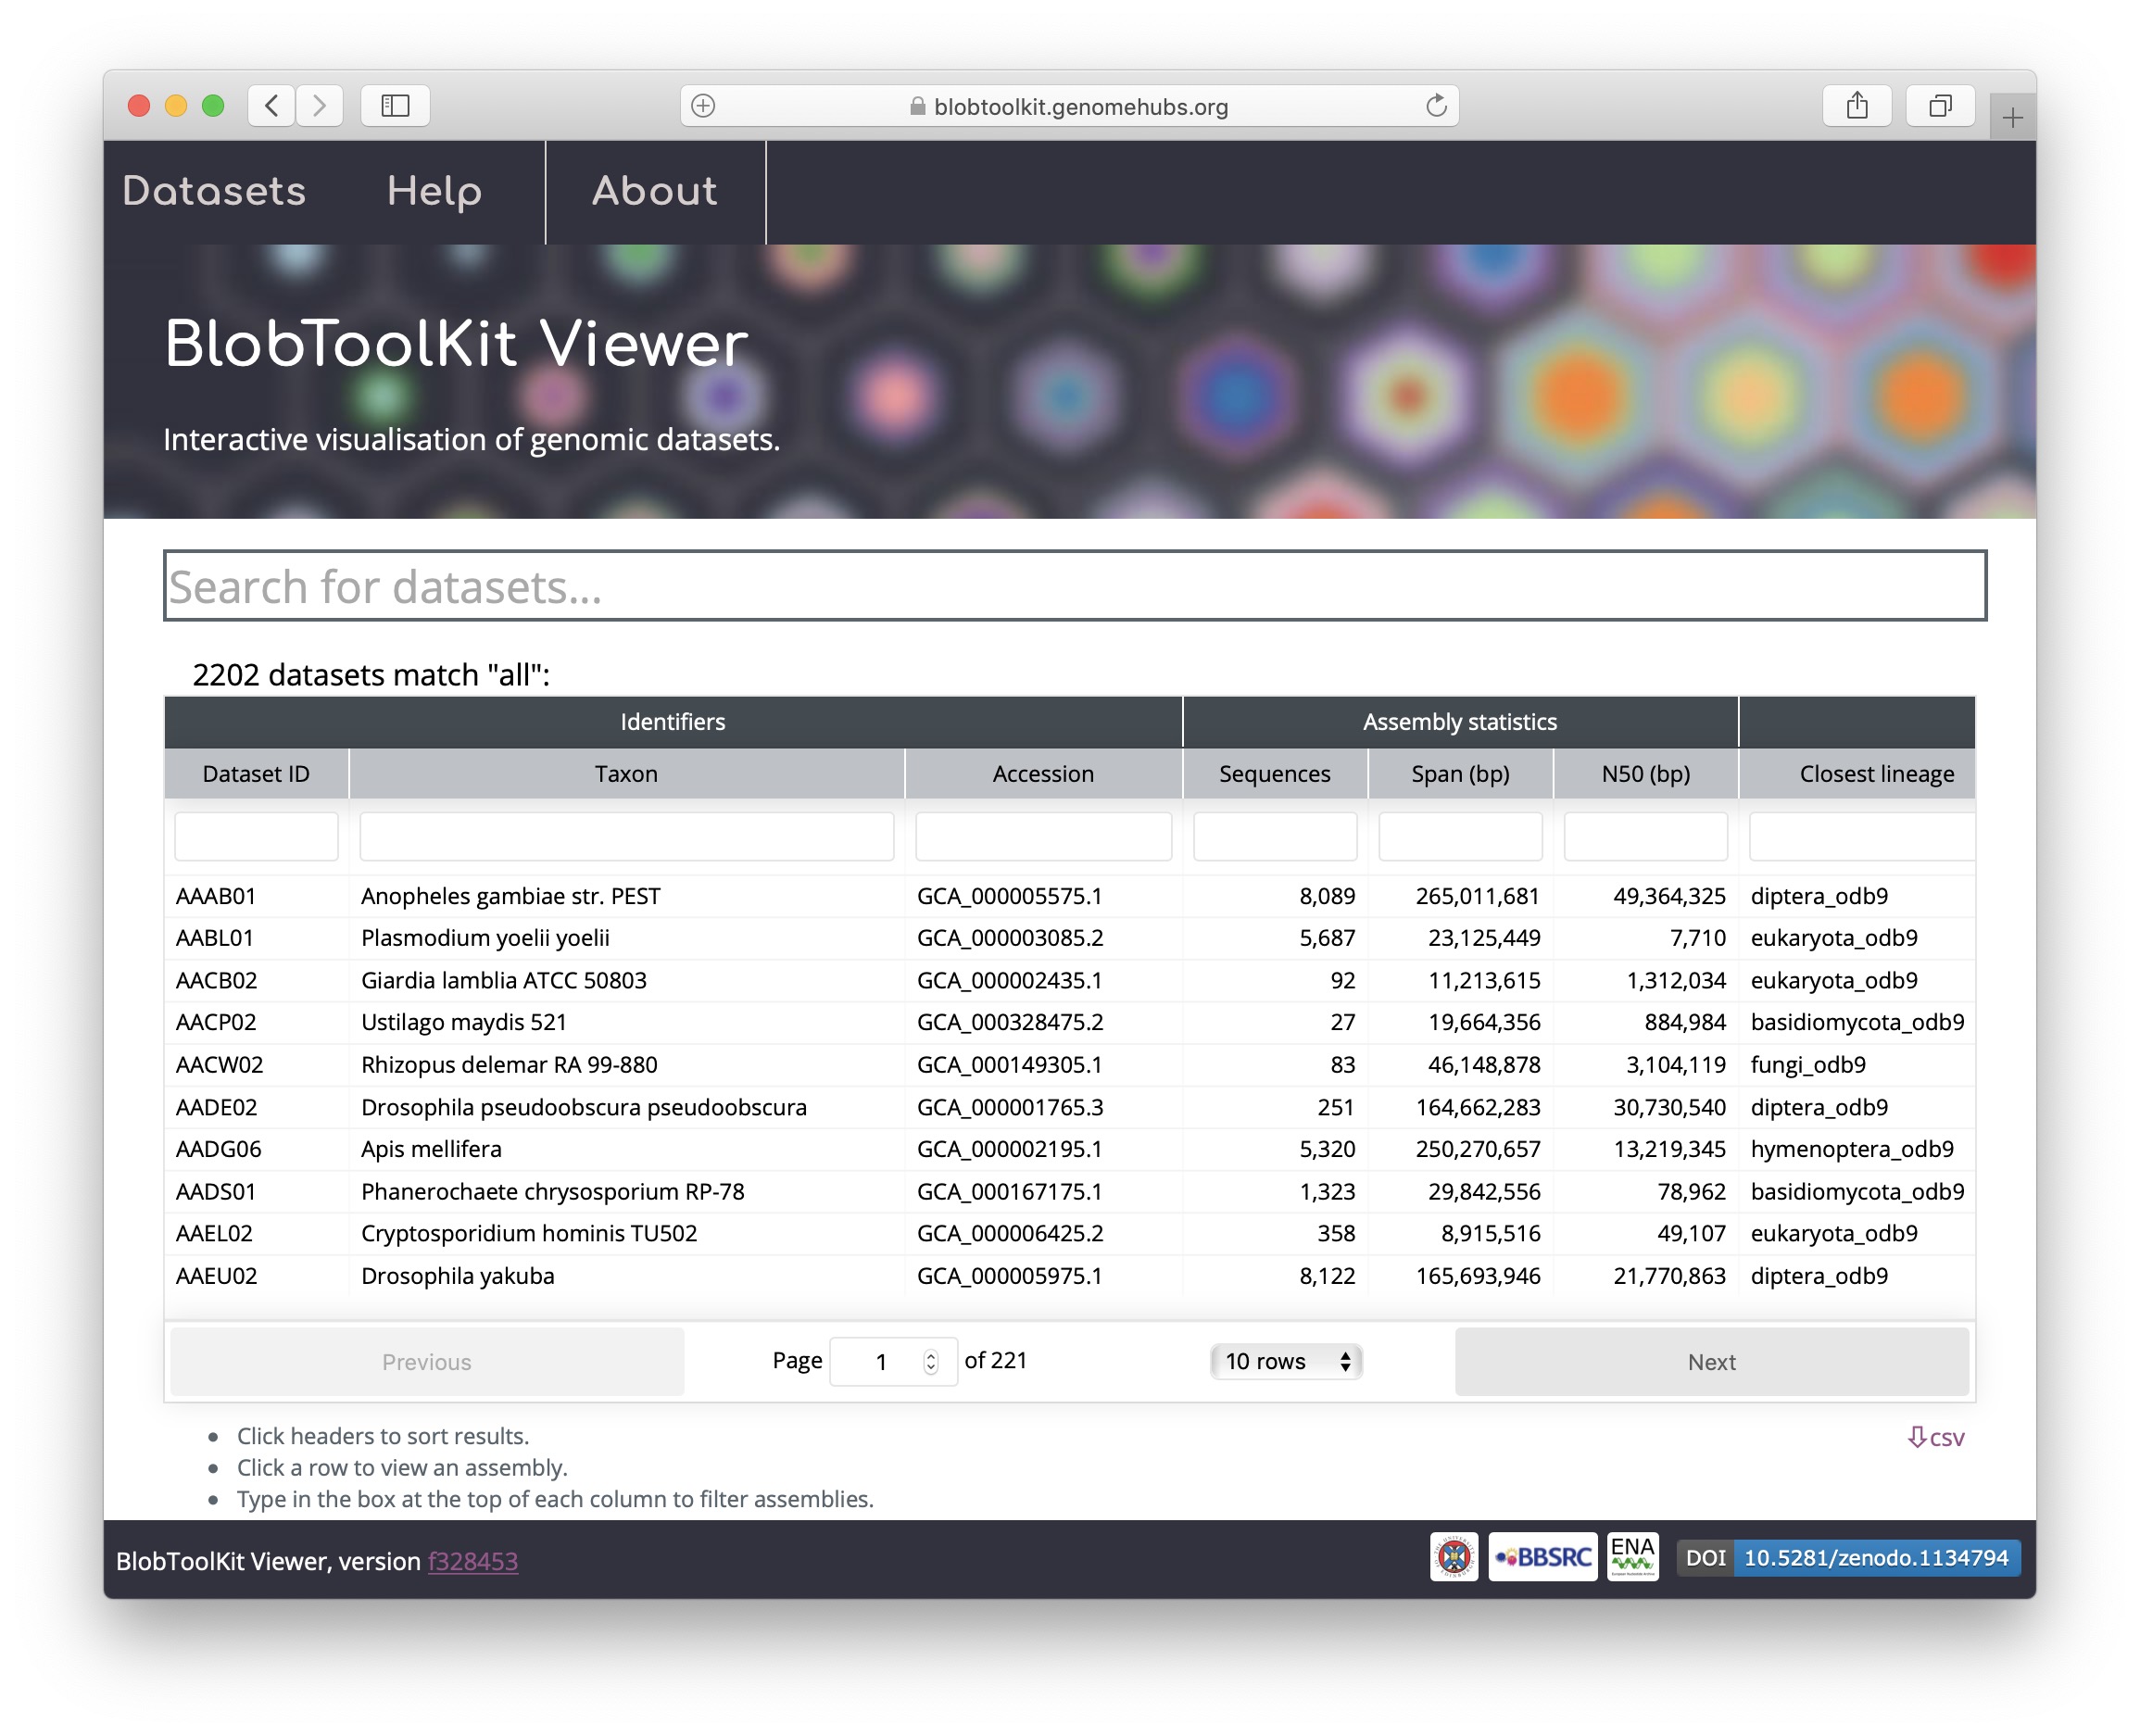 blobtoolkit.genomehubs.org
Datasets Help About
BlobToolKit Viewer
Interactive visualisation of genomic datasets.
Search for datasets...
2202 datasets match "all":
Identifiers Assembly statistics
Dataset ID Taxon Accession Sequences Span (bp) N50 (bp) Closest lineage
AAAB01 Anopheles gambiae str. PEST GCA_000005575.1 8,089 265,011,681 49,364,325 diptera_odb9
AABL01 Plasmodium yoelii yoelii GCA_000003085.2 5,687 23,125,449 7,710 eukaryota_odb9
AACB02 Giardia lamblia ATCC 50803 GCA_000002435.1 92 11,213,615 1,312,034 eukaryota_odb9
AACP02 Ustilago maydis 521 GCA_000328475.2 27 19,664,356 884,984 basidiomycota_odb9
AACW02 Rhizopus delemar RA 99-880 GCA_000149305.1 83 46,148,878 3,104,119 fungi_odb9
AADE02 Drosophila pseudoobscura pseudoobscura GCA_000001765.3 251 164,662,283 30,730,540 diptera_odb9
AADG06 Apis mellifera GCA_000002195.1 5,320 250,270,657 13,219,345 hymenoptera_odb9
AADS01 Phanerochaete chrysosporium RP-78 GCA_000167175.1 1,323 29,842,556 78,962 basidiomycota_odb9
AAEL02 Cryptosporidium hominis TU502 GCA_000006425.2 358 8,915,516 49,107 eukaryota_odb9
AAEU02 Drosophila yakuba GCA_000005975.1 8,122 165,693,946 21,770,863 diptera_odb9
Previous Page 1 of 221 10 rows Next
Click headers to sort results. csv
Click a row to view an assembly.
Type in the box at the top of each column to filter assemblies.
BlobToolKit Viewer, version f328453 BBSRC ENA DOI 10.5281/zenodo.1134794